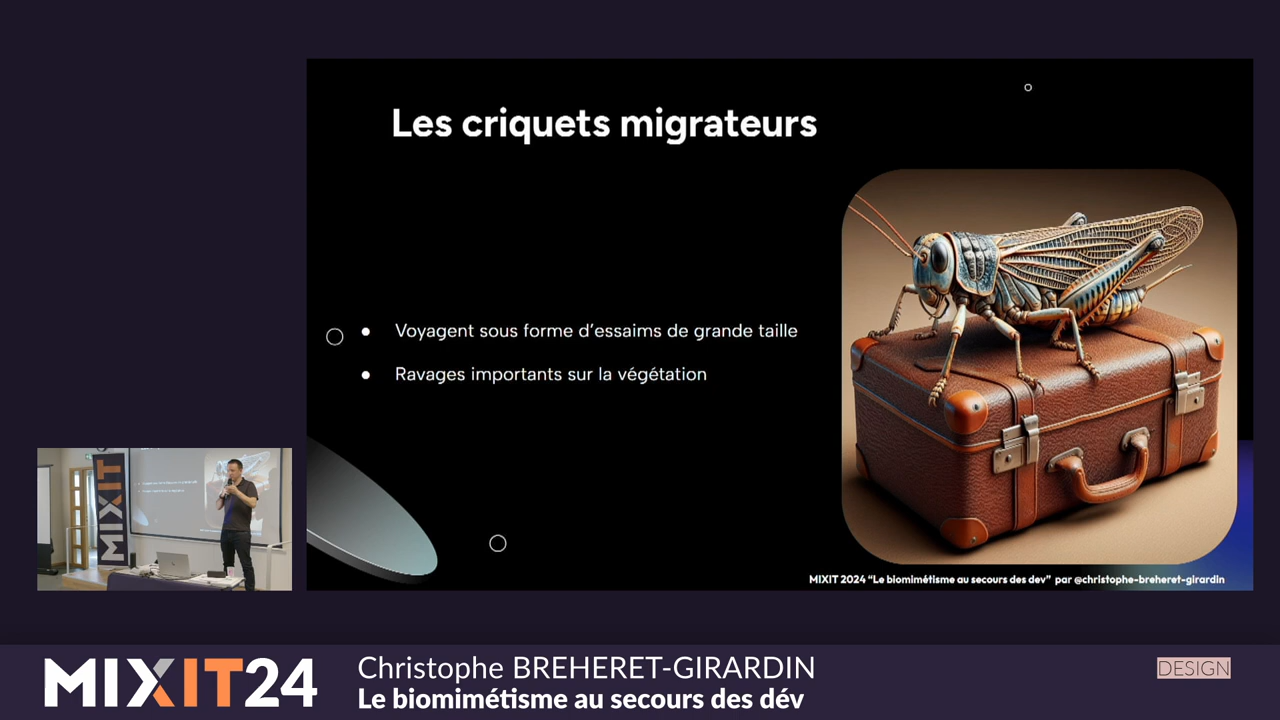 Les criquets migrateurs
Voyagent sous forme d’essaims de grande taille
Ravages importants sur la végétation
MIXIT 2024 “Le biomimétisme au secours des dev” par @christophe-breheret-girardin
MIXIT
MIXIT24
Christophe BREHERET-GIRARDIN
Le biomimétisme au secours des dév
DESIGN